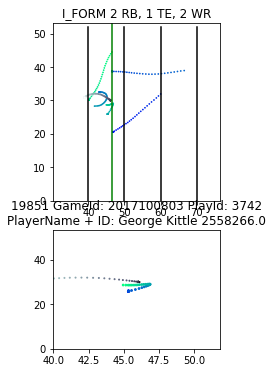 I_FORM 2 RB, 1 TE, 2 WR
50
40
30
20
10
0
40 50 60 70
19851 GameId: 2017100803 PlayId: 3742
PlayerName + ID: George Kittle 2558266.0
40
20
0
40.0 42.5 45.0 47.5 50.0